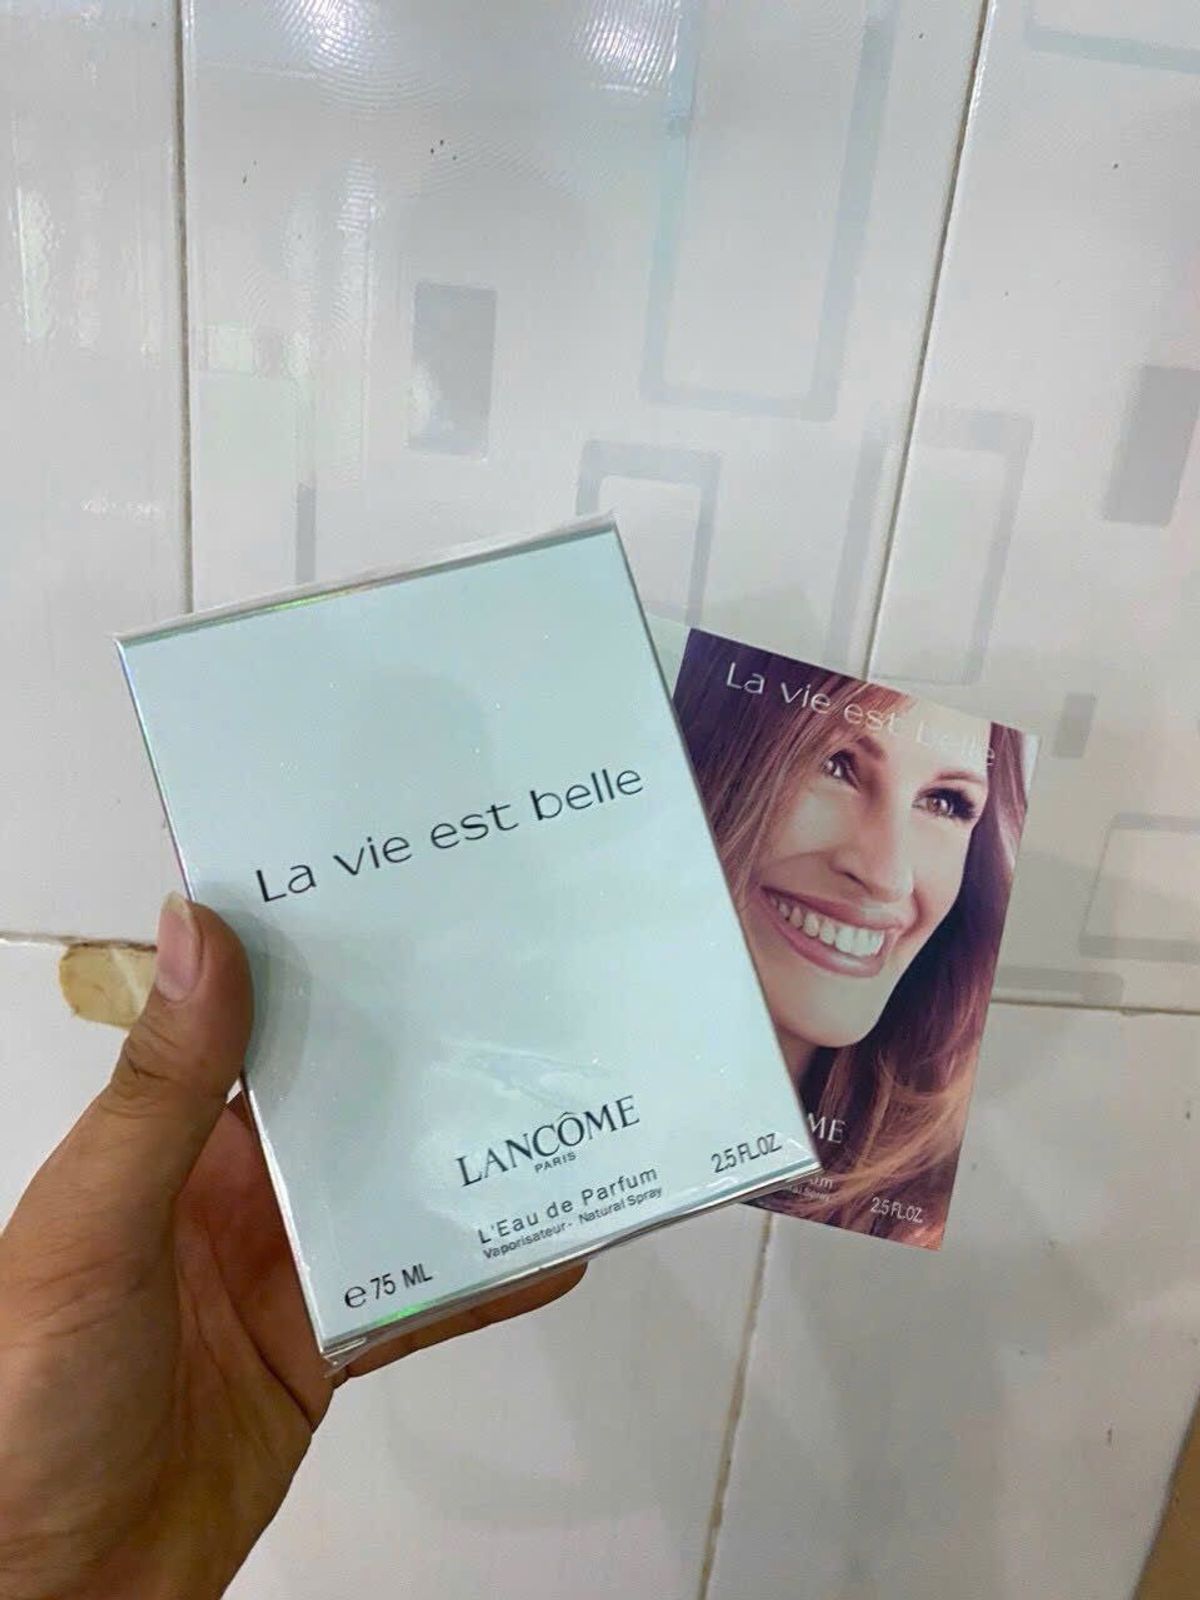 La vie est belle
LANCÔME
PARIS
L'Eau de Parfum
Vaporisateur - Natural Spray
e 75 ML
2.5 FL.OZ.
La vie est belle
2.5 FL.OZ.